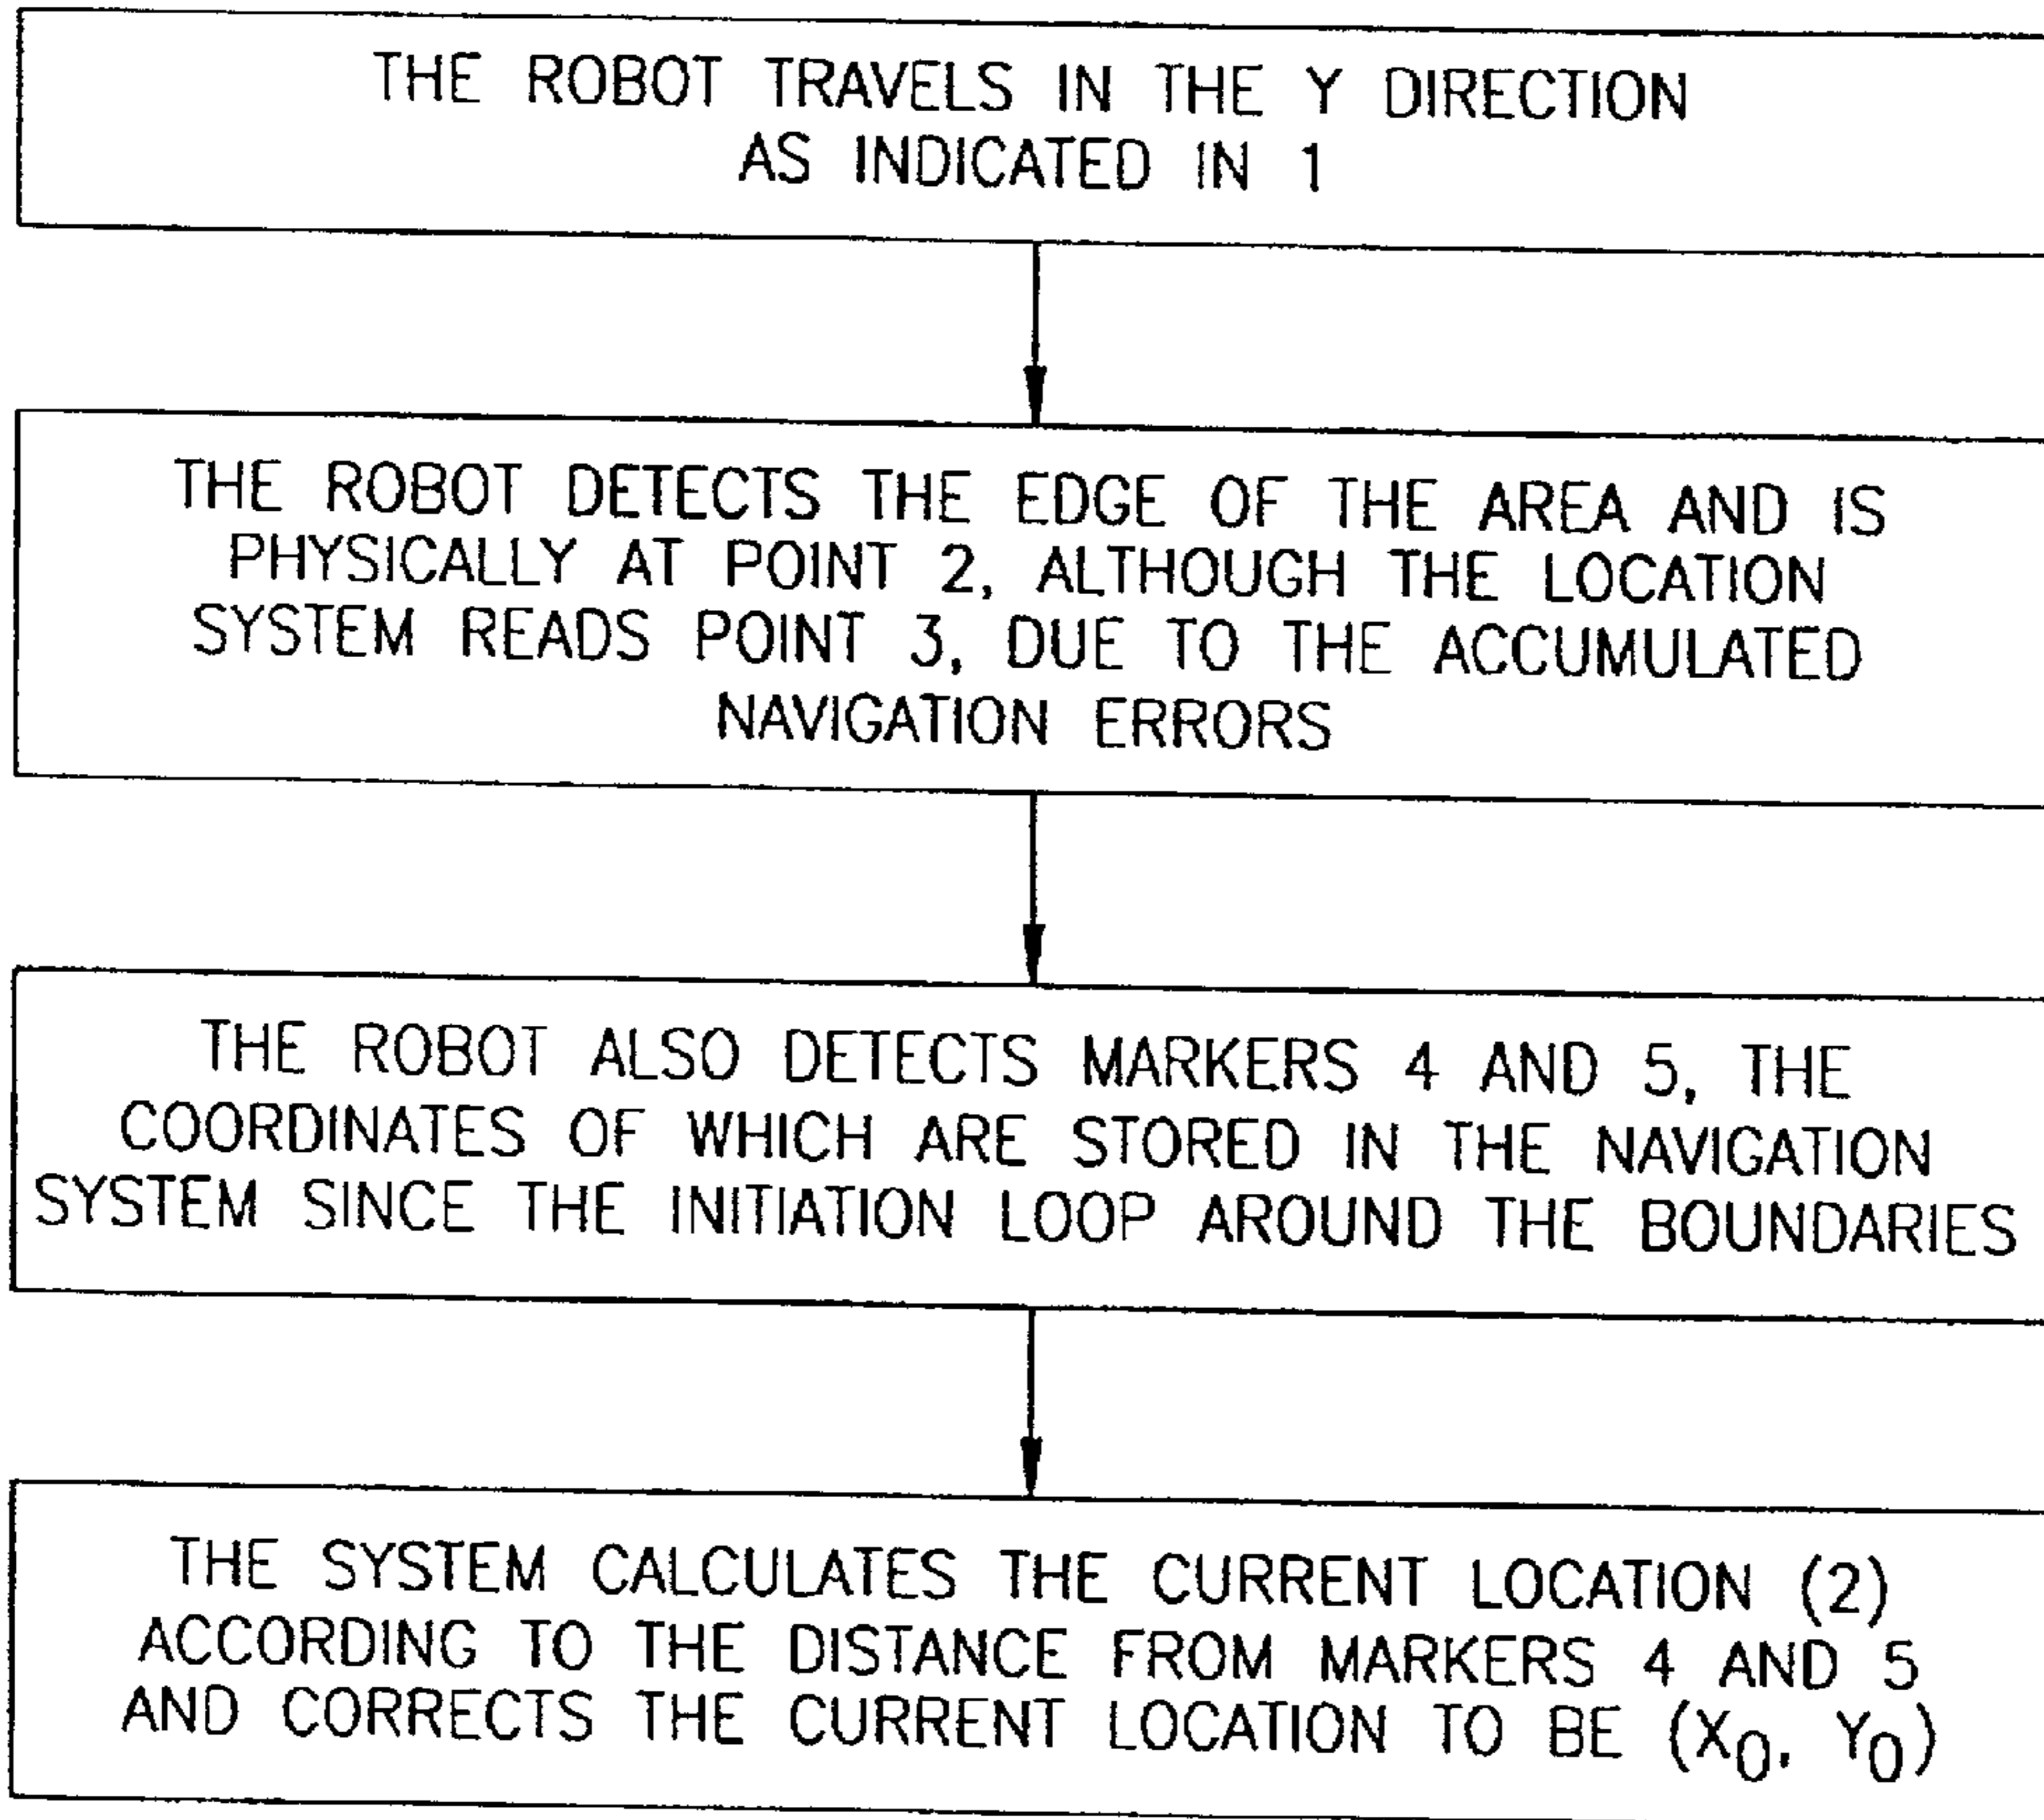 THE ROBOT TRAVELS IN THE Y DIRECTION
AS INDICATED IN 1
THE ROBOT DETECTS THE EDGE OF THE AREA AND IS
PHYSICALLY AT POINT 2, ALTHOUGH THE LOCATION
SYSTEM READS POINT 3, DUE TO THE ACCUMULATED
NAVIGATION ERRORS
THE ROBOT ALSO DETECTS MARKERS 4 AND 5, THE
COORDINATES OF WHICH ARE STORED IN THE NAVIGATION
SYSTEM SINCE THE INITIATION LOOP AROUND THE BOUNDARIES
THE SYSTEM CALCULATES THE CURRENT LOCATION (2)
ACCORDING TO THE DISTANCE FROM MARKERS 4 AND 5
AND CORRECTS THE CURRENT LOCATION TO BE (X₀, Y₀)